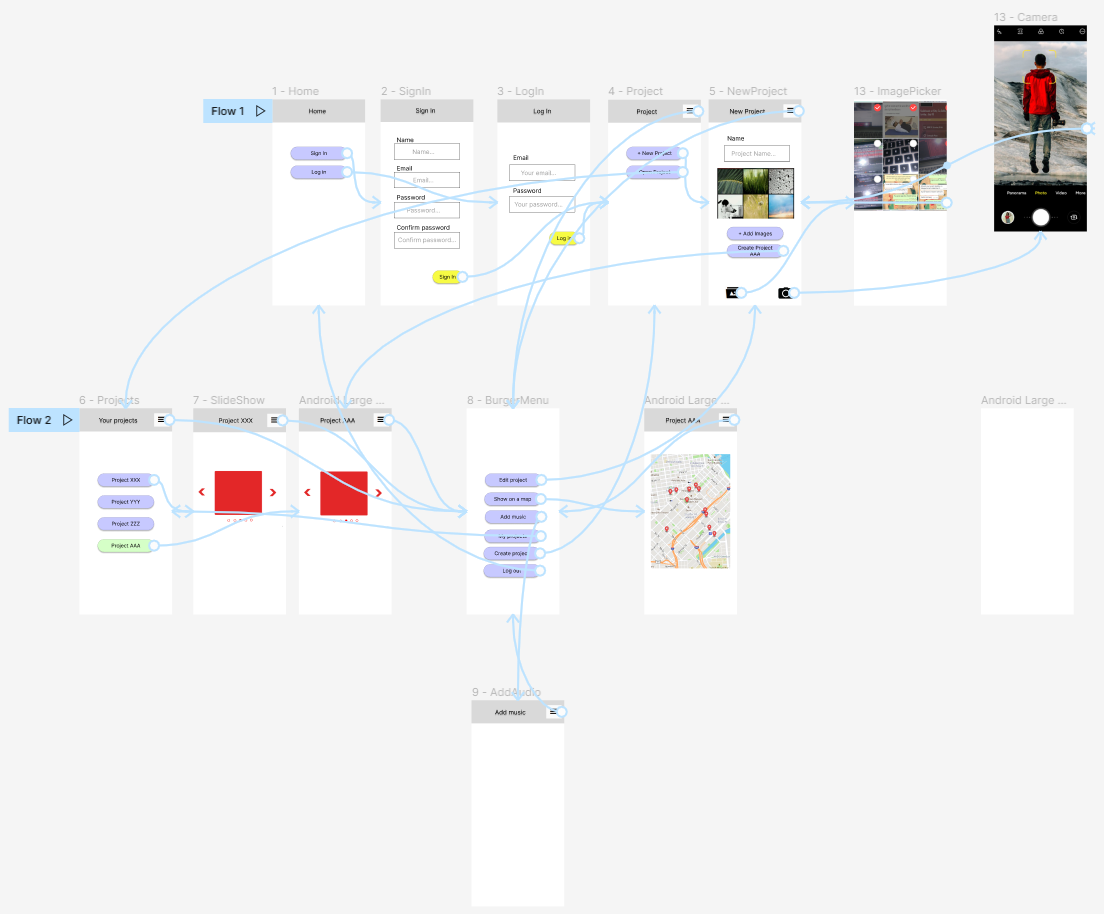 13 - Camera
Panorama Photo Video More
Flow 1
1 - Home
Home
Sign In
Log in
2 - SignIn
Sign In
Name
Name...
Email
Email...
Password
Password...
Confirm password
Confirm password...
Sign In
3 - LogIn
Log In
Email
Your email...
Password
Your password...
Log In
4 - Project
Project
+ New Project
5 - NewProject
New Project
Name
Project Name...
+ Add Images
Create Project
AAA
13 - ImagePicker
Flow 2
6 - Projects
Your projects
Project XXX
Project YYY
Project ZZZ
Project AAA
7 - SlideShow
Project XXX
Android Large ...
Project AAA
8 - BurgerMenu
Edit project
Show on a map
Add music
My projects
Create project
Log out
Android Large ...
Project AAA
Android Large ...
9 - AddAudio
Add music